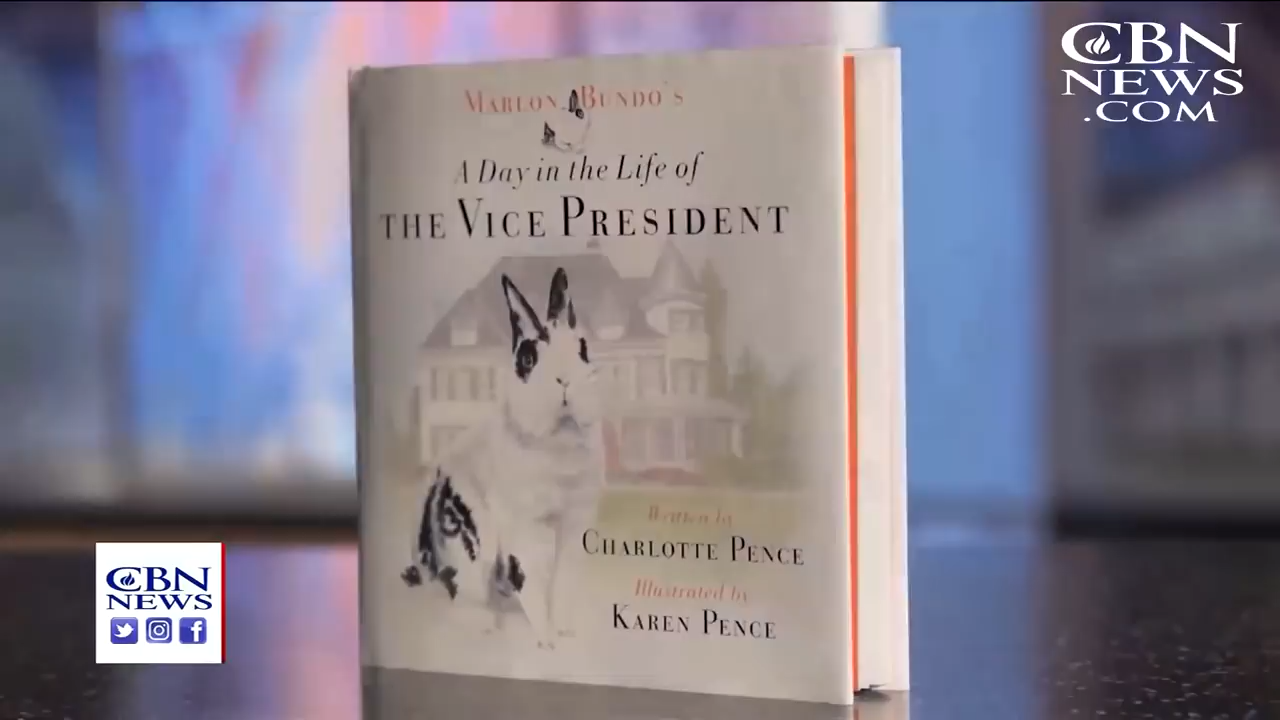 CBN
NEWS
.COM
MARLON BUNDO'S
A Day in the Life of
THE VICE PRESIDENT
Written by
CHARLOTTE PENCE
Illustrated by
KAREN PENCE
CBN
NEWS